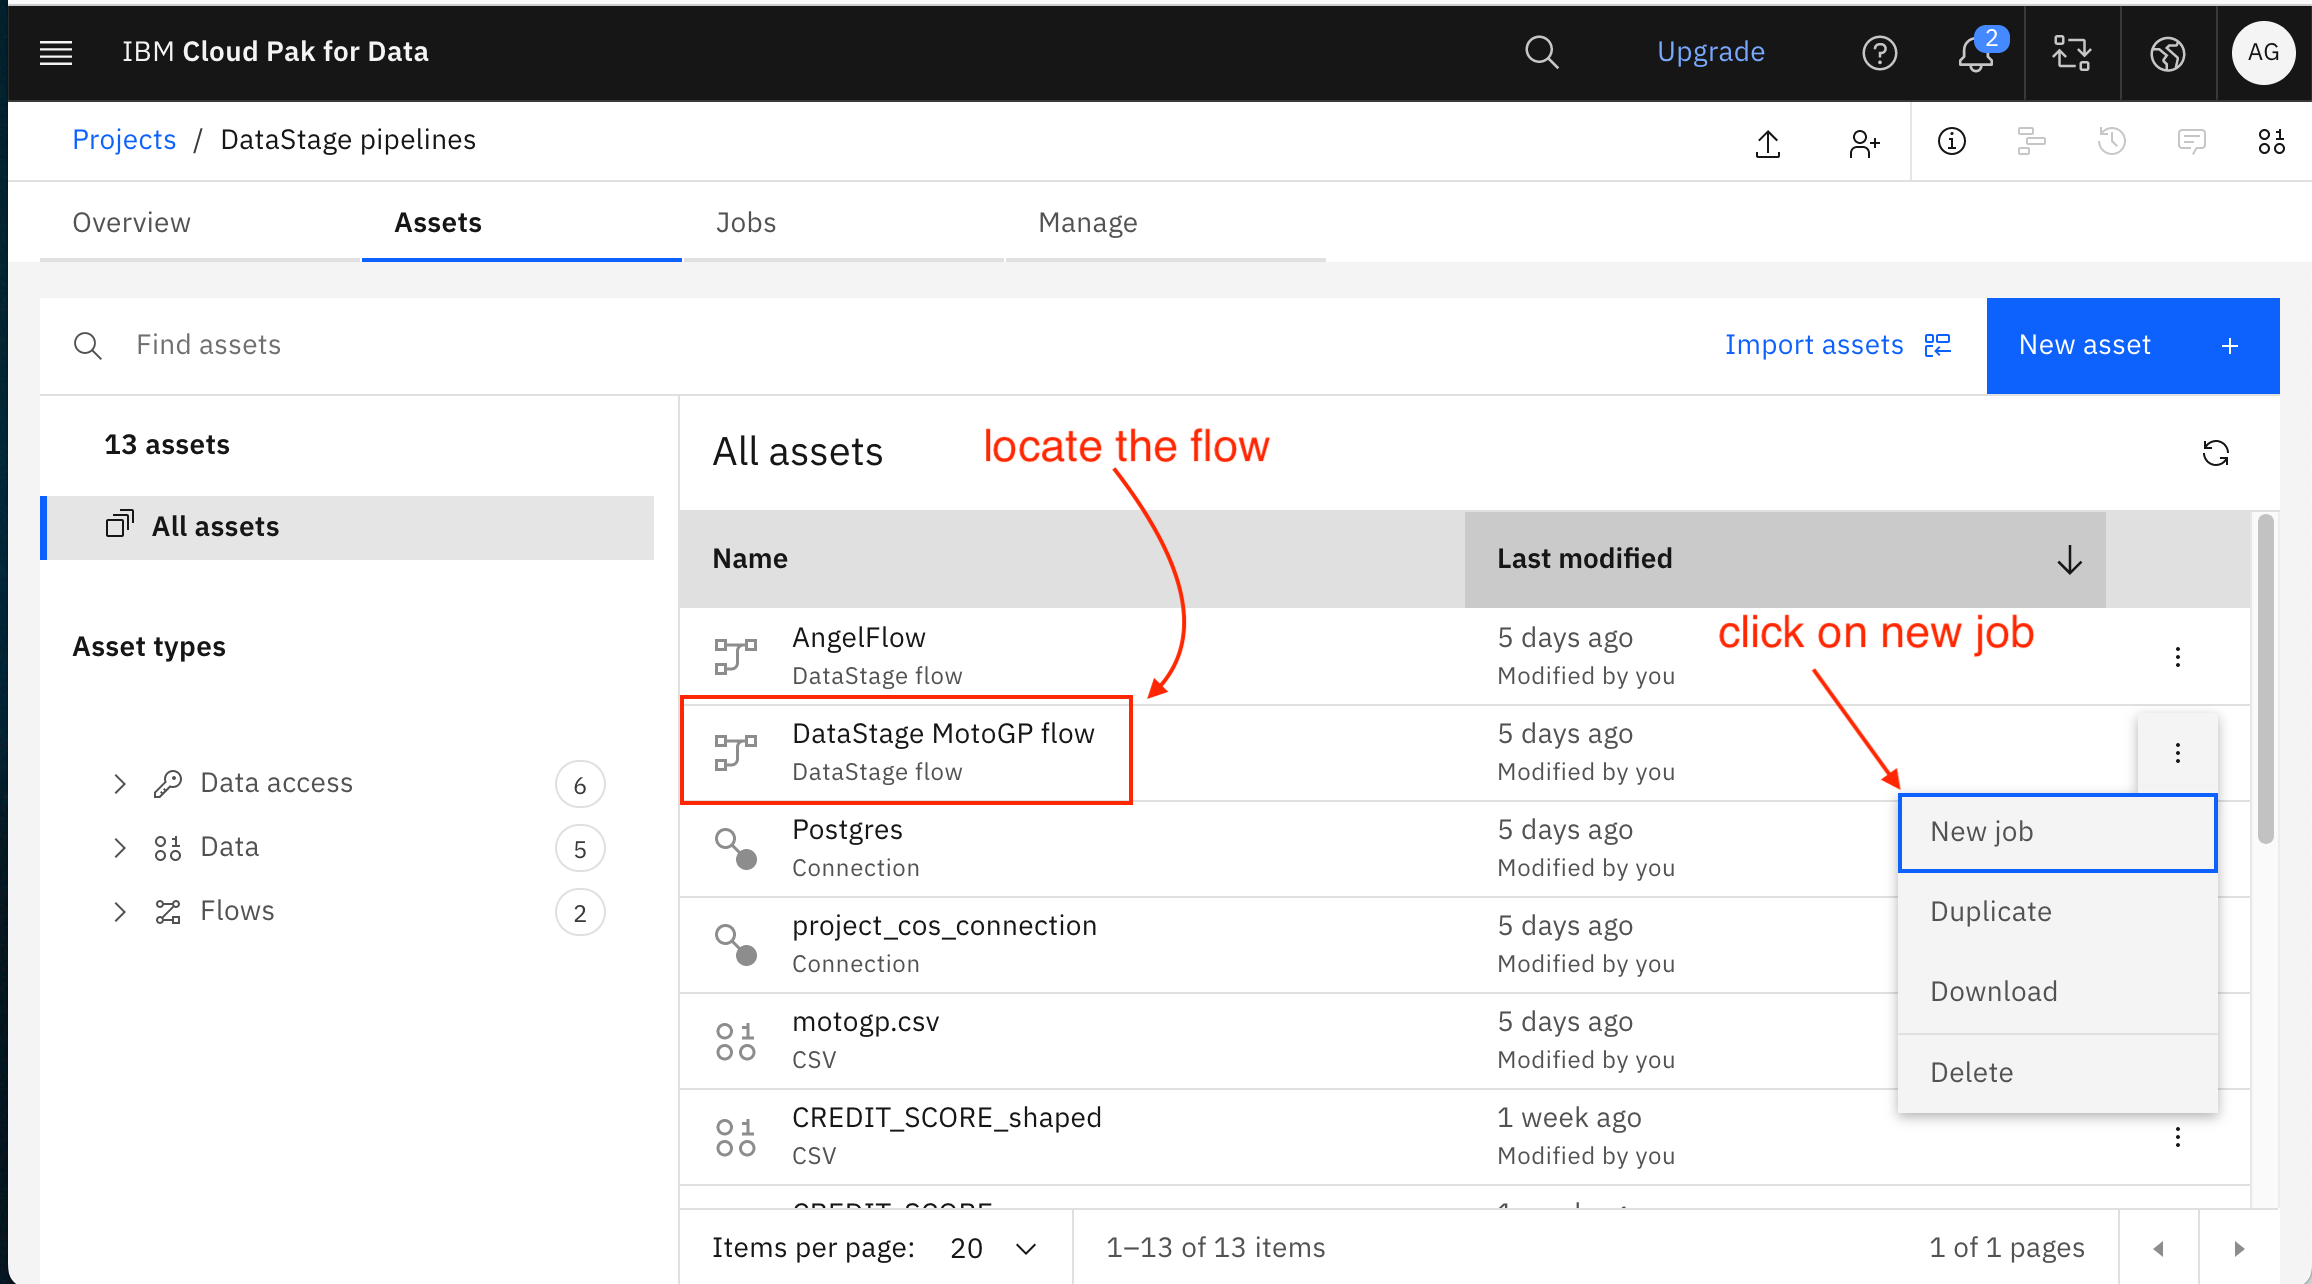 IBM Cloud Pak for Data
Upgrade
2
AG
Projects / DataStage pipelines
Overview
Assets
Jobs
Manage
Find assets
Import assets
New asset +
13 assets
All assets
Asset types
Data access 6
Data 5
Flows 2
All assets
locate the flow
Name
Last modified
AngelFlow
DataStage flow
5 days ago
Modified by you
click on new job
DataStage MotoGP flow
DataStage flow
5 days ago
Modified by you
Postgres
Connection
5 days ago
Modified by you
project_cos_connection
Connection
5 days ago
Modified by you
motogp.csv
CSV
5 days ago
Modified by you
CREDIT_SCORE_shaped
CSV
1 week ago
Modified by you
New job
Duplicate
Download
Delete
Items per page: 20
1–13 of 13 items
1 of 1 pages